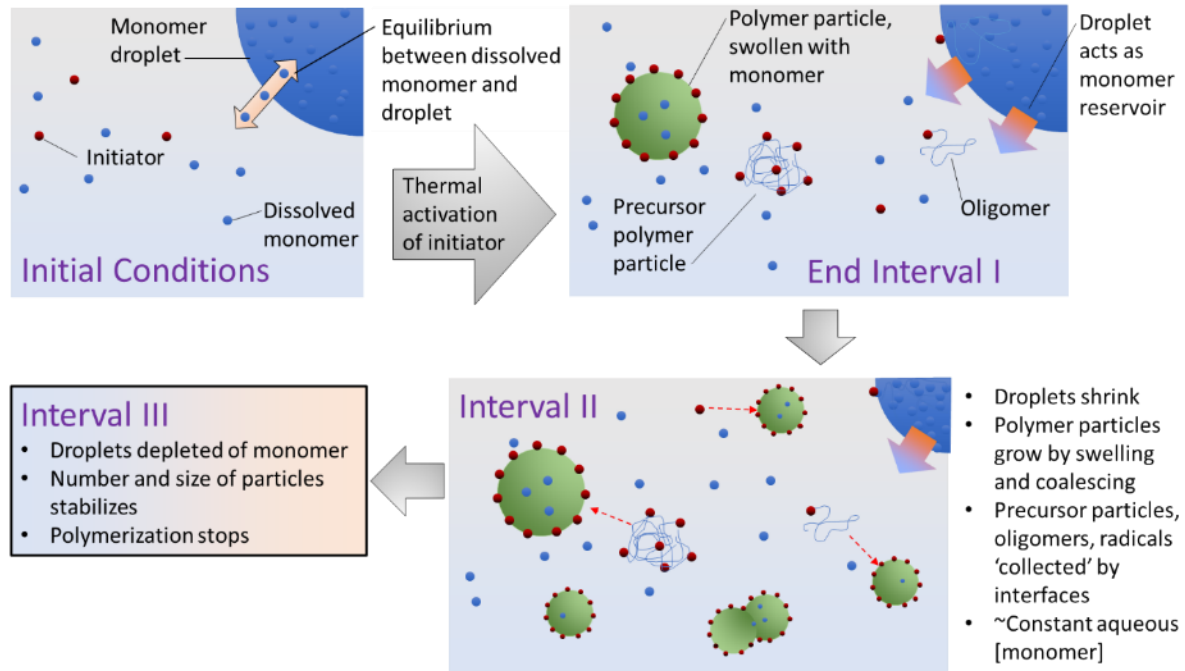 Monomer
droplet
Equilibrium
between dissolved
monomer and
droplet
Initiator
Dissolved
monomer
Initial Conditions
Thermal
activation
of initiator
Polymer particle,
swollen with
monomer
Droplet
acts as
monomer
reservoir
Precursor
polymer
particle
Oligomer
End Interval I
Interval II
• Droplets shrink
• Polymer particles
grow by swelling
and coalescing
• Precursor particles,
oligomers, radicals
‘collected’ by
interfaces
• ~Constant aqueous
[monomer]
Interval III
• Droplets depleted of monomer
• Number and size of particles
stabilizes
• Polymerization stops